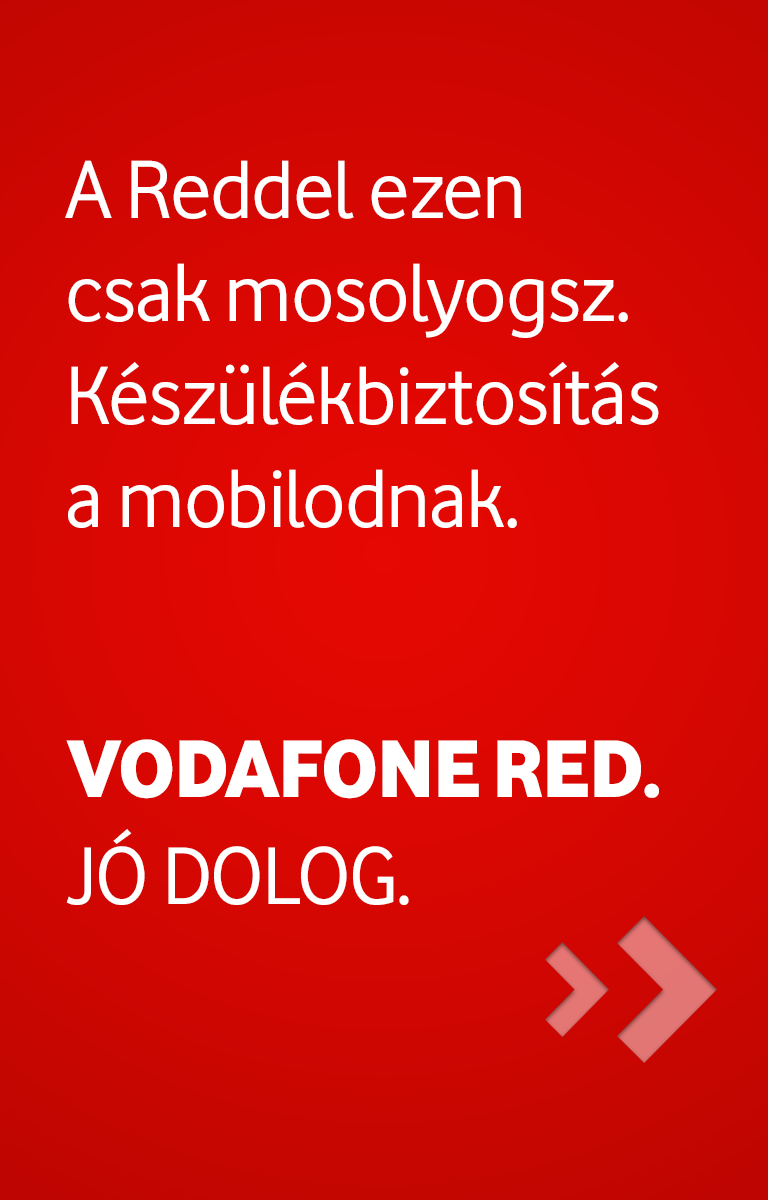 A Reddel ezen
csak mosolyogsz.
Készülékbiztosítás
a mobilodnak.
VODAFONE RED.
JÓ DOLOG.